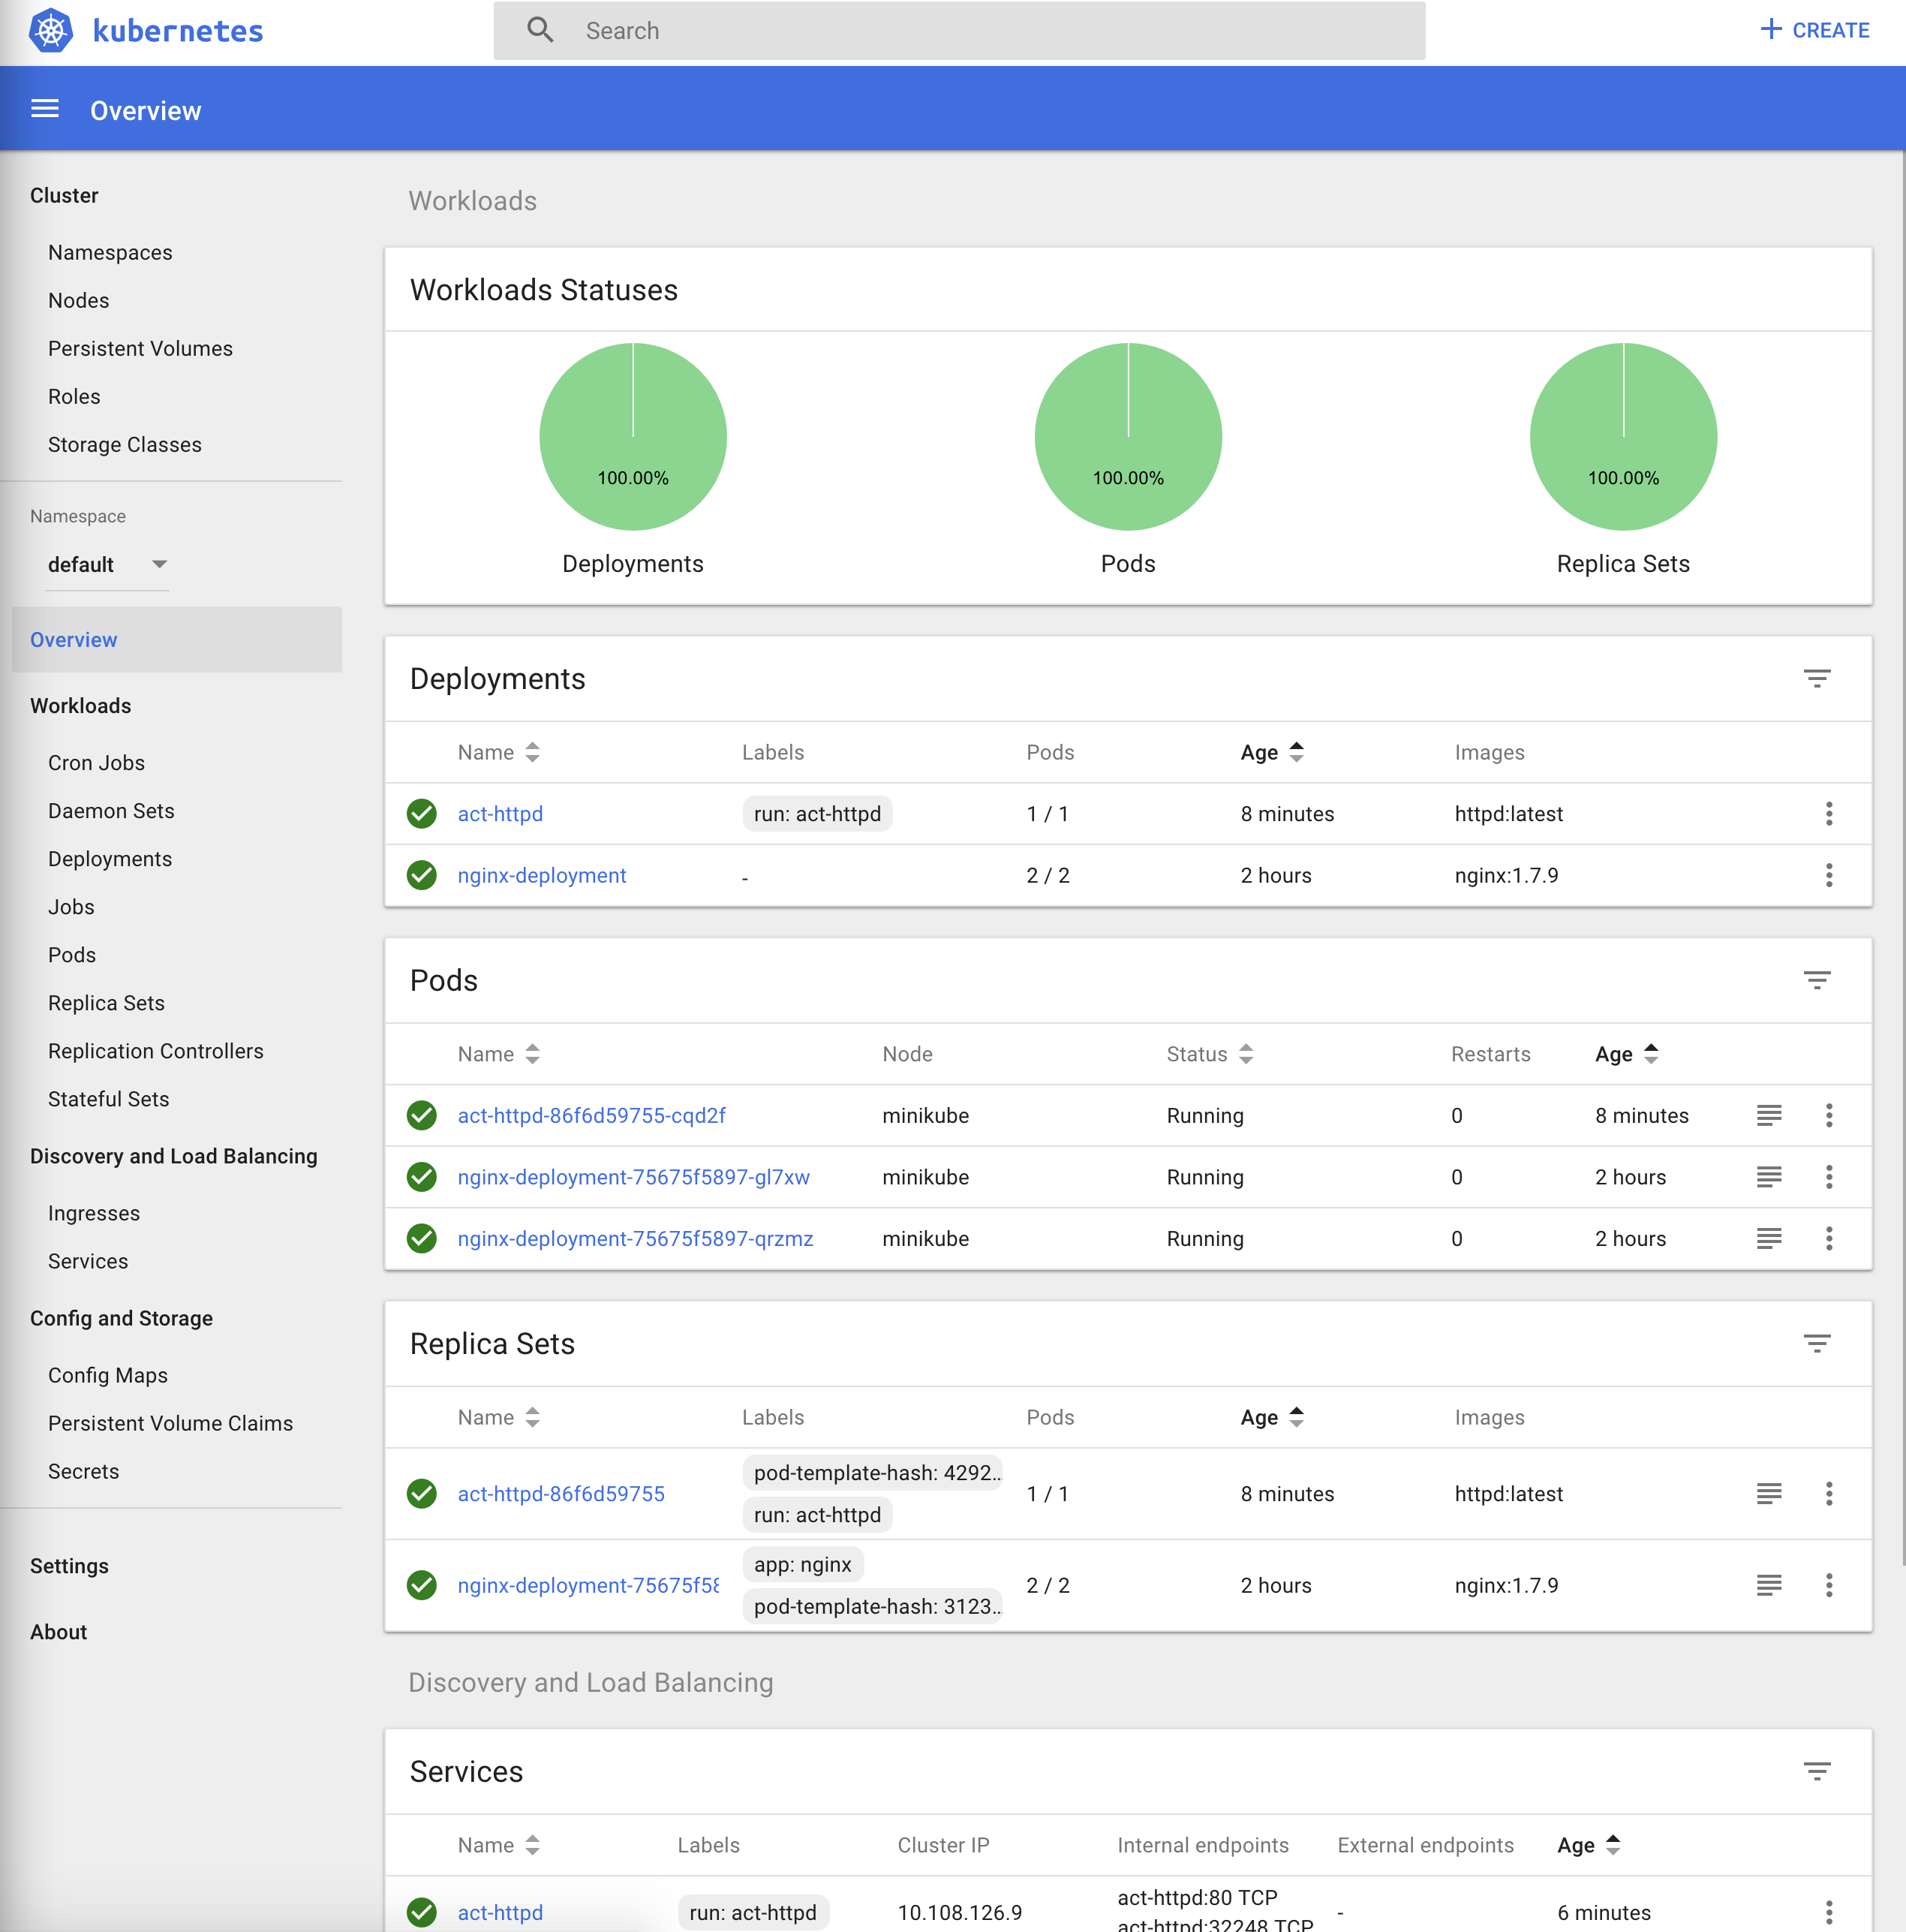 kubernetes
Search
+ CREATE
Overview
Cluster
Namespaces
Nodes
Persistent Volumes
Roles
Storage Classes
Namespace
default
Overview
Workloads
Cron Jobs
Daemon Sets
Deployments
Jobs
Pods
Replica Sets
Replication Controllers
Stateful Sets
Discovery and Load Balancing
Ingresses
Services
Config and Storage
Config Maps
Persistent Volume Claims
Secrets
Settings
About
Workloads
Workloads Statuses
100.00% 100.00% 100.00%
Deployments Pods Replica Sets
Deployments
Name Labels Pods Age Images
act-httpd run: act-httpd 1 / 1 8 minutes httpd:latest
nginx-deployment - 2 / 2 2 hours nginx:1.7.9
Pods
Name Node Status Restarts Age
act-httpd-86f6d59755-cqd2f minikube Running 0 8 minutes
nginx-deployment-75675f5897-gl7xw minikube Running 0 2 hours
nginx-deployment-75675f5897-qrzmz minikube Running 0 2 hours
Replica Sets
Name Labels Pods Age Images
pod-template-hash: 4292..
act-httpd-86f6d59755 1 / 1 8 minutes httpd:latest
run: act-httpd
app: nginx
nginx-deployment-75675f58 2 / 2 2 hours nginx:1.7.9
pod-template-hash: 3123..
Discovery and Load Balancing
Services
Name Labels Cluster IP Internal endpoints External endpoints Age
act-httpd:80 TCP
act-httpd run: act-httpd 10.108.126.9 - 6 minutes
act-httpd:32248 TCP